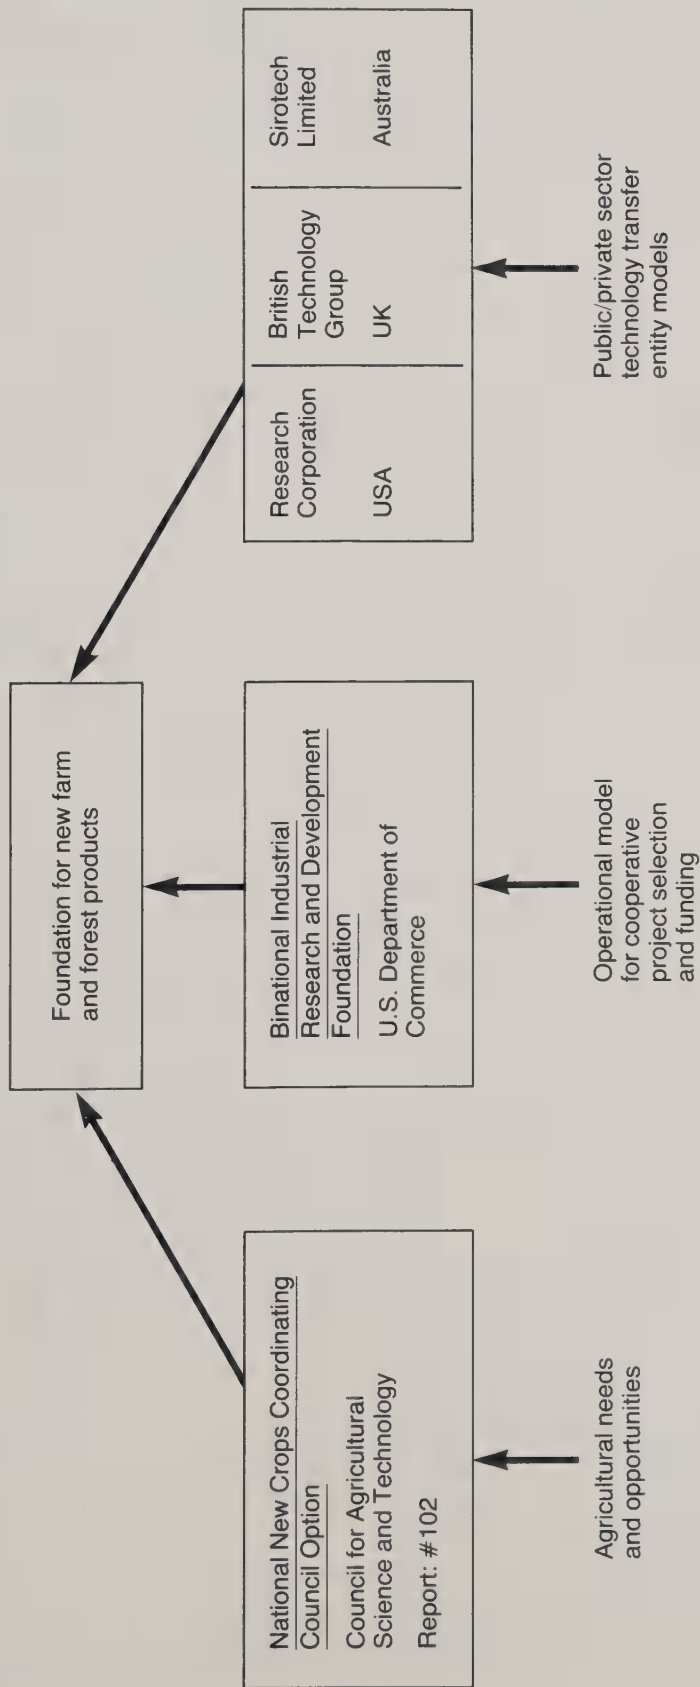 Foundation for new farm
and forest products
National New Crops Coordinating
Council Option
Council for Agricultural
Science and Technology
Report: #102
Binational Industrial
Research and Development
Foundation
U.S. Department of
Commerce
Research
Corporation
USA
British
Technology
Group
UK
Sirotech
Limited
Australia
Agricultural needs
and opportunities
Operational model
for cooperative
project selection
and funding
Public/private sector
technology transfer
entity models